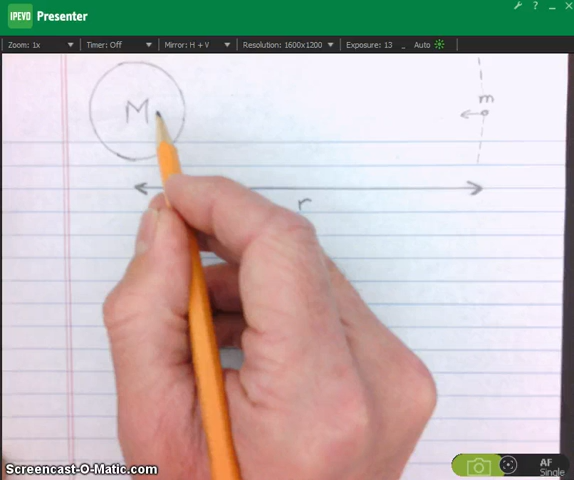 IPEVO Presenter
Zoom: 1x Timer: Off Mirror: H + V Resolution: 1600x1200 Exposure: 13 Auto
M
m
r
AF
Single
Screencast-O-Matic.com